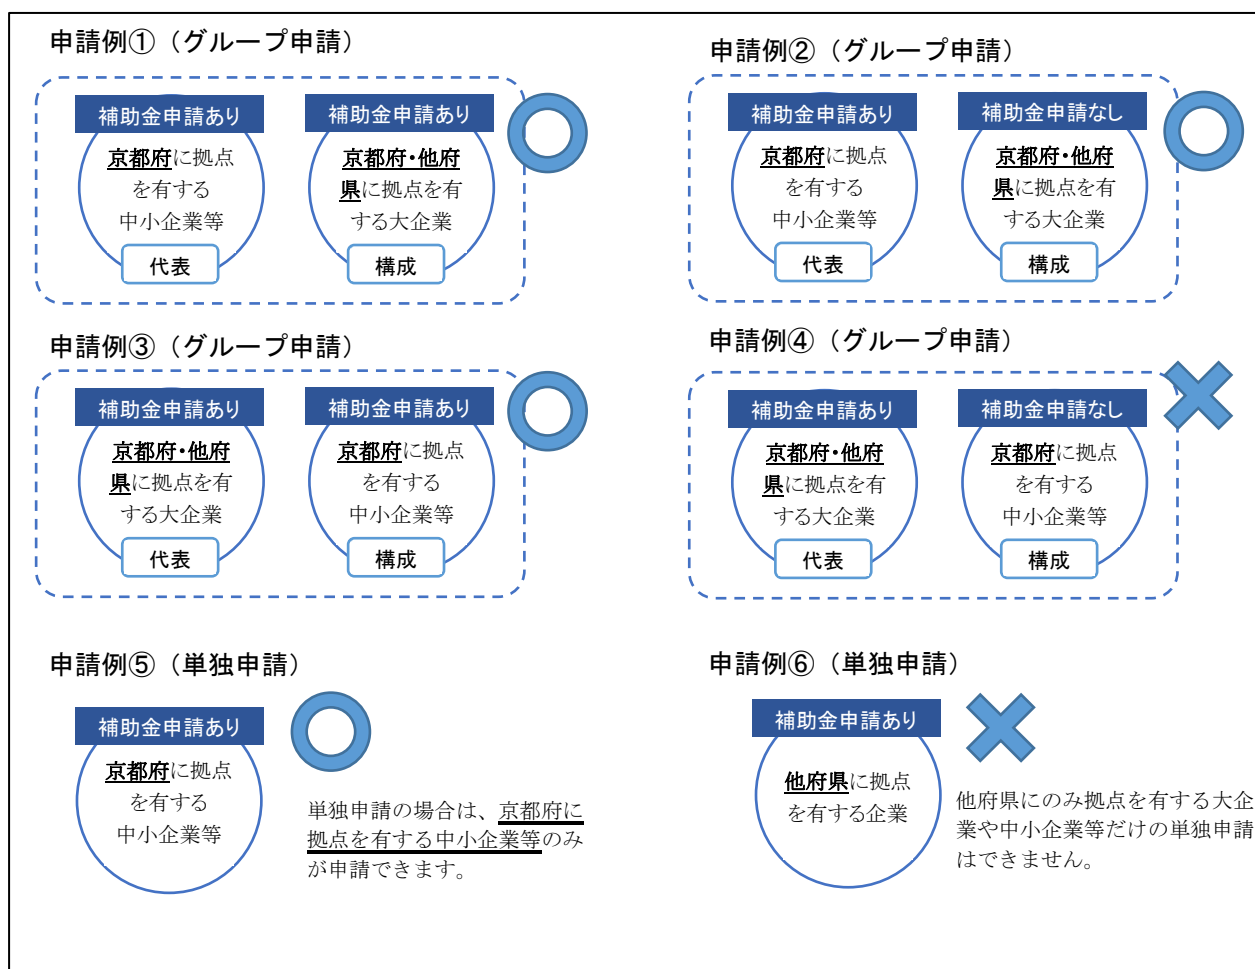 申請例①（グループ申請）
補助金申請あり
京都府に拠点
を有する
中小企業等
代表
補助金申請あり
京都府・他府
県に拠点を有
する大企業
構成
申請例②（グループ申請）
補助金申請あり
京都府に拠点
を有する
中小企業等
代表
補助金申請なし
京都府・他府
県に拠点を有
する大企業
構成
申請例③（グループ申請）
補助金申請あり
京都府・他府
県に拠点を有
する大企業
代表
補助金申請あり
京都府に拠点
を有する
中小企業等
構成
申請例④（グループ申請）
補助金申請あり
京都府・他府
県に拠点を有
する大企業
代表
補助金申請なし
京都府に拠点
を有する
中小企業等
構成
申請例⑤（単独申請）
補助金申請あり
京都府に拠点
を有する
中小企業等
単独申請の場合は、京都府に
拠点を有する中小企業等のみ
が申請できます。
申請例⑥（単独申請）
補助金申請あり
他府県に拠点
を有する企業
他府県にのみ拠点を有する大企
業や中小企業等だけの単独申請
はできません。